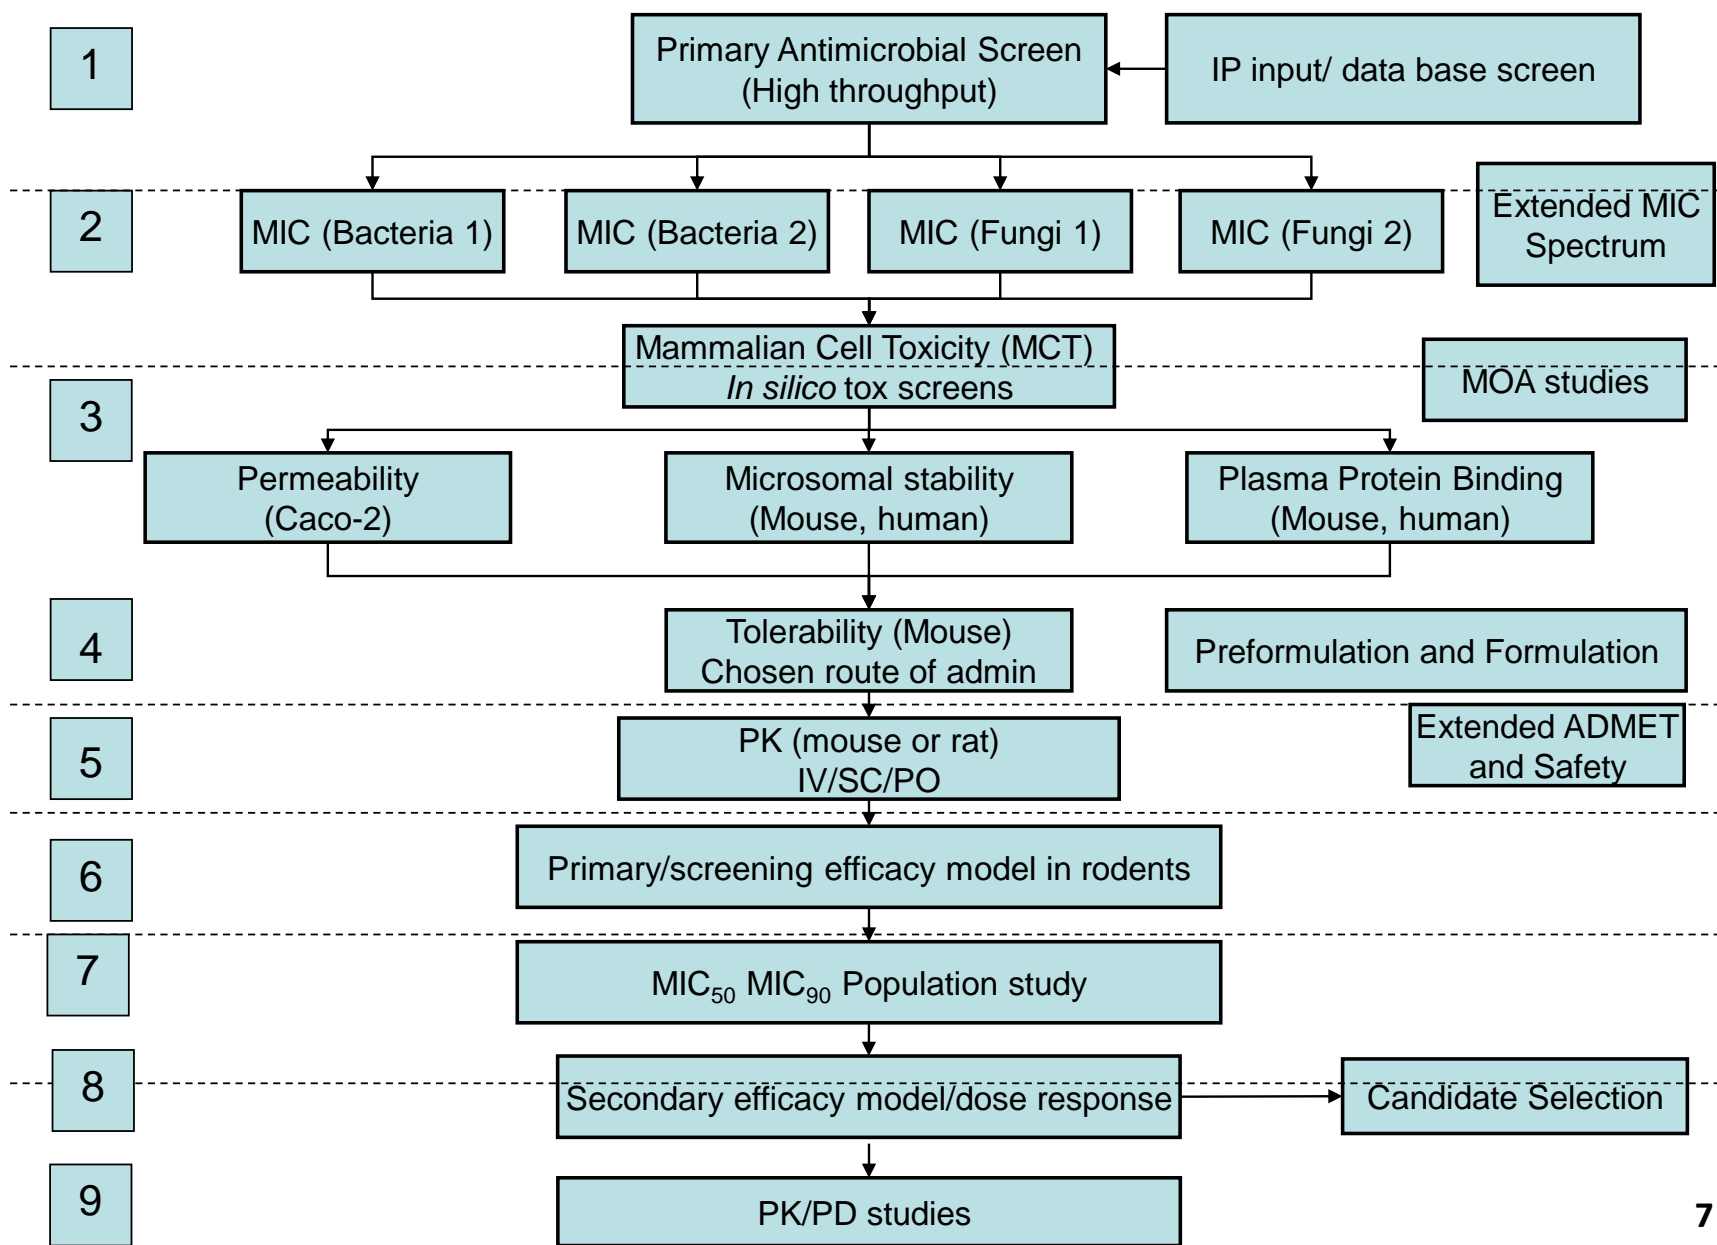 1
Primary Antimicrobial Screen
(High throughput)
IP input/ data base screen
2
MIC (Bacteria 1)
MIC (Bacteria 2)
MIC (Fungi 1)
MIC (Fungi 2)
Extended MIC
Spectrum
Mammalian Cell Toxicity (MCT)
In silico tox screens
MOA studies
3
Permeability
(Caco-2)
Microsomal stability
(Mouse, human)
Plasma Protein Binding
(Mouse, human)
4
Tolerability (Mouse)
Chosen route of admin
Preformulation and Formulation
5
PK (mouse or rat)
IV/SC/PO
Extended ADMET
and Safety
6
Primary/screening efficacy model in rodents
7
MIC₅₀ MIC₉₀ Population study
8
Secondary efficacy model/dose response
Candidate Selection
9
PK/PD studies
7